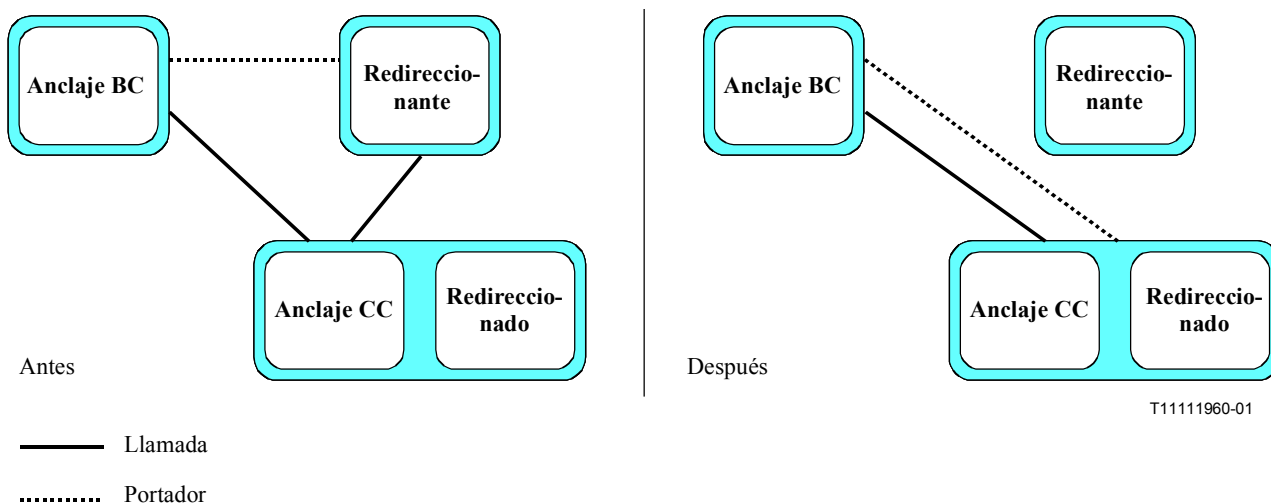 Anclaje BC
Redireccio-
nante
Anclaje CC
Redireccio-
nado
Antes
Anclaje BC
Redireccio-
nante
Anclaje CC
Redireccio-
nado
Después
T11111960-01
Llamada
Portador